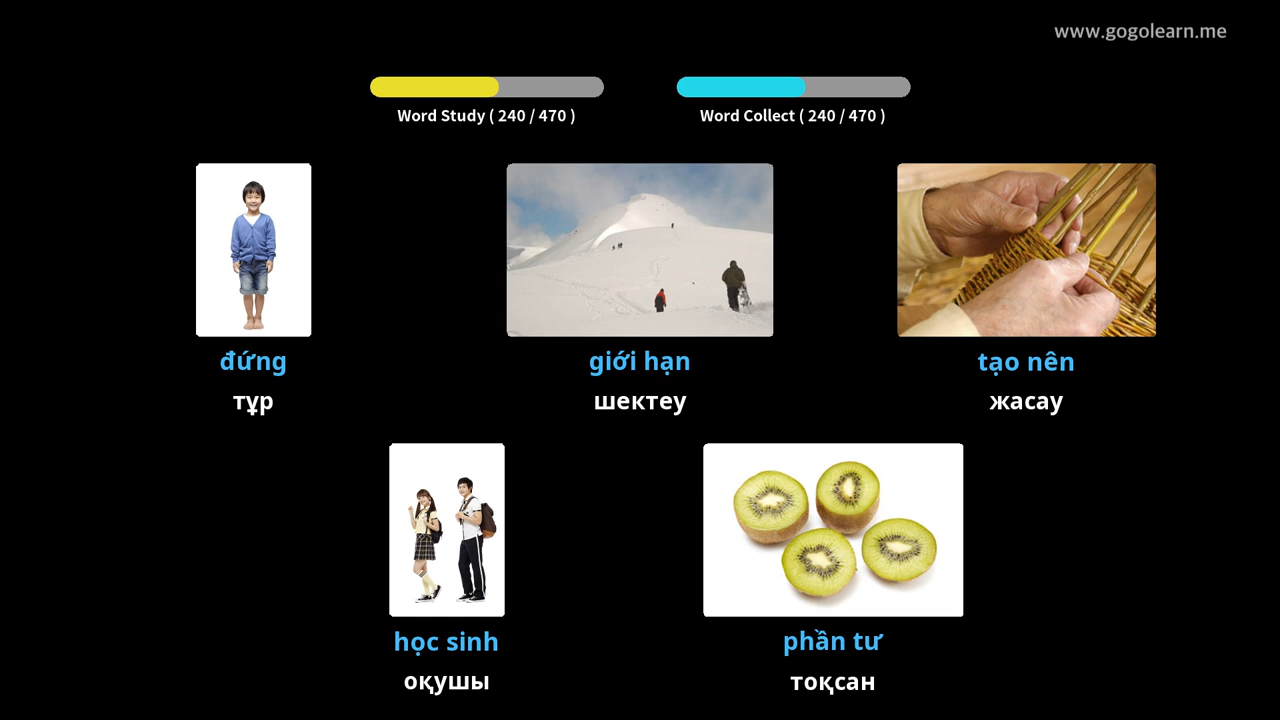 www.gogolearn.me
Word Study ( 240 / 470 )
Word Collect ( 240 / 470 )
đứng
тұр
giới hạn
шектеу
tạo nên
жасау
học sinh
оқушы
phần tư
тоқсан